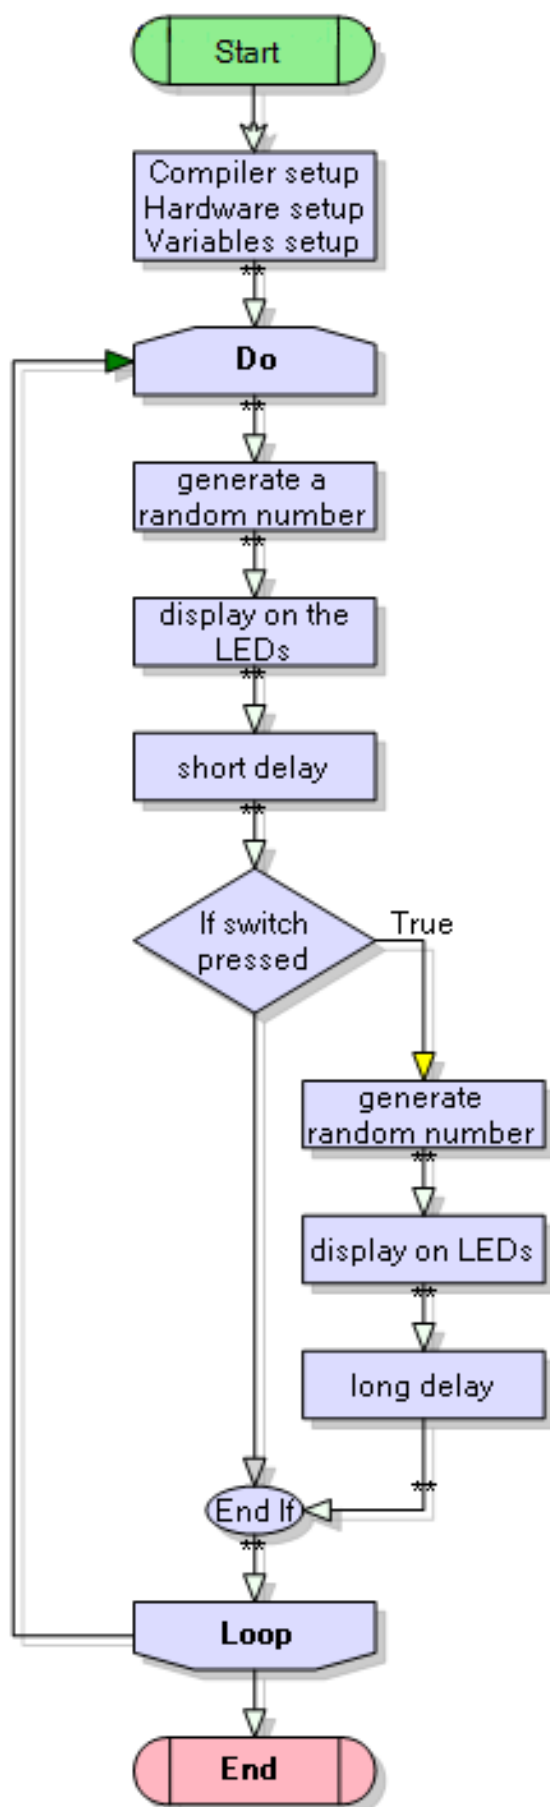 Start
Compiler setup
Hardware setup
Variables setup
**
Do
**
generate a
random number
**
display on the
LEDs
**
short delay
**
If switch
pressed
True
generate
random number
**
display on LEDs
**
long delay
**
End If
**
Loop
End